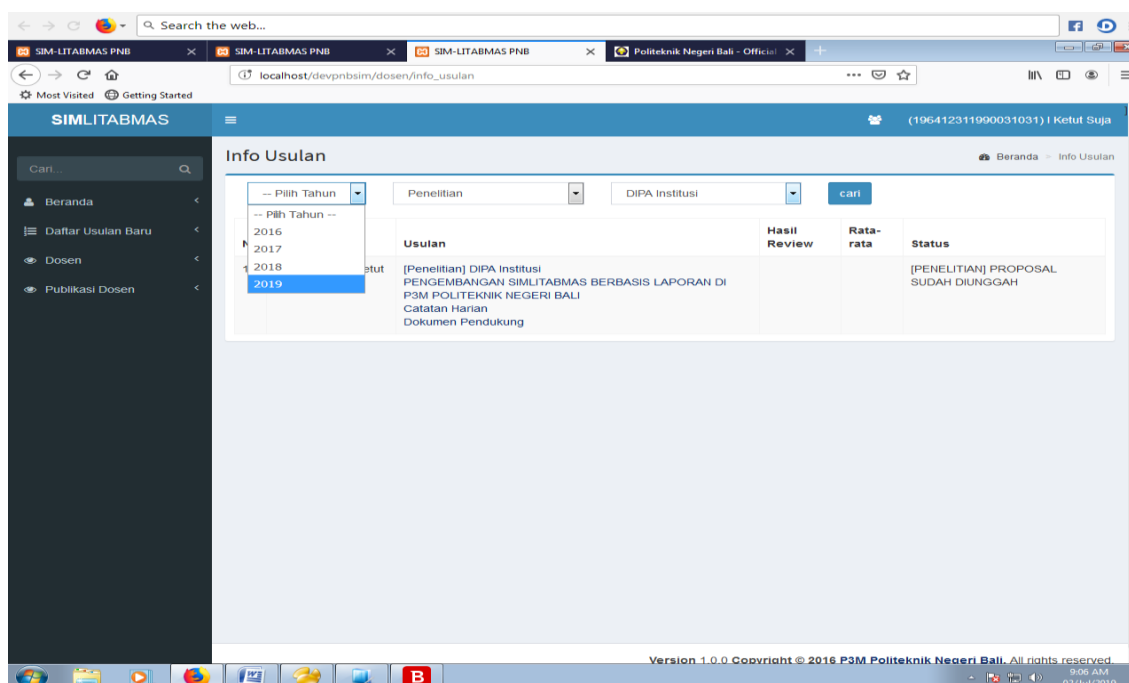 Search the web...
SIM-LITABMAS PNB
SIM-LITABMAS PNB
SIM-LITABMAS PNB
Politeknik Negeri Bali - Official
localhost/devpnbsim/dosen/info_usulan
Most Visited Getting Started
SIMLITABMAS
(196412311990031031) I Ketut Suja
Info Usulan
Beranda > Info Usulan
Cari...
Beranda
Daftar Usulan Baru
Dosen
Publikasi Dosen
-- Pilih Tahun
Penelitian
DIPA Institusi
cari
-- Pilih Tahun --
2016
2017
2018
2019
Usulan
Hasil Review
Rata-rata
Status
etut
[Penelitian] DIPA Institusi
PENGEMBANGAN SIMLITABMAS BERBASIS LAPORAN DI
P3M POLITEKNIK NEGERI BALI
Catatan Harian
Dokumen Pendukung
[PENELITIAN] PROPOSAL
SUDAH DIUNGGAH
Version 1.0.0 Copyright © 2016 P3M Politeknik Negeri Bali. All rights reserved.
9:06 AM